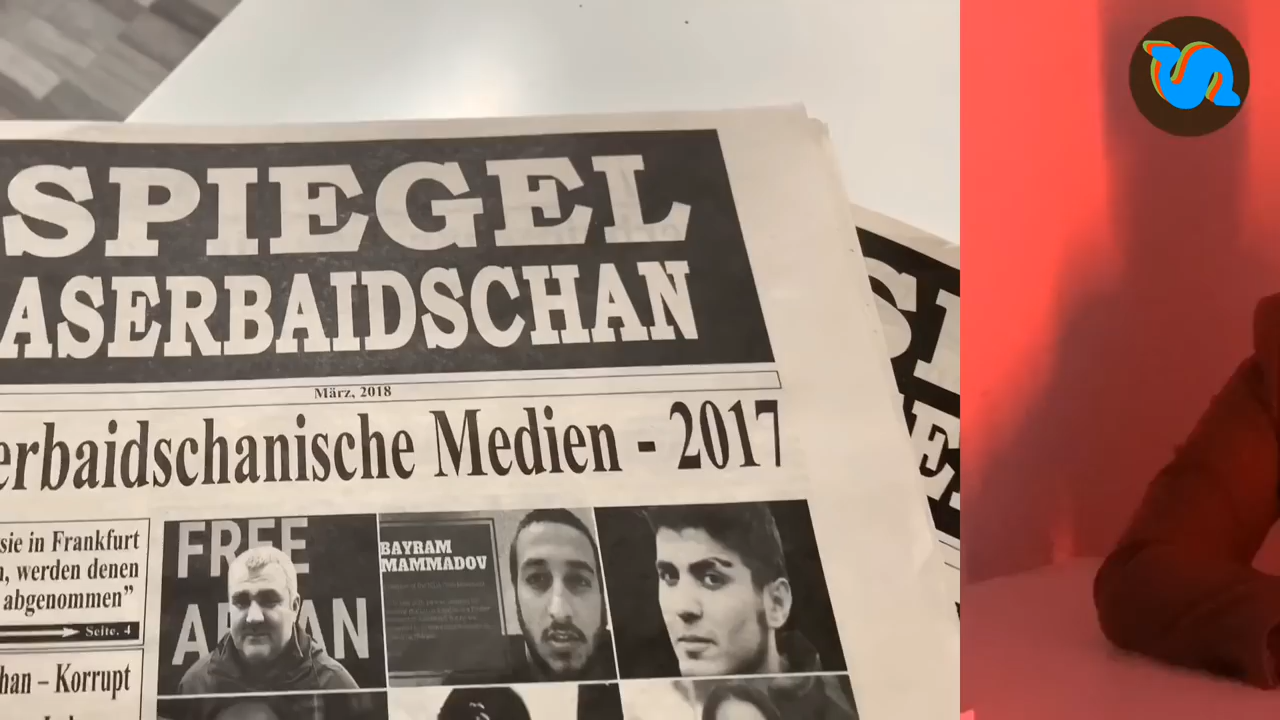 SPIEGEL
ASERBAIDSCHAN
März, 2018
erbaidschanische Medien - 2017
sie in Frankfurt
n, werden denen
abgenommen”
Seite. 4
han – Korrupt
FREE
BAYRAM
MAMMADOV